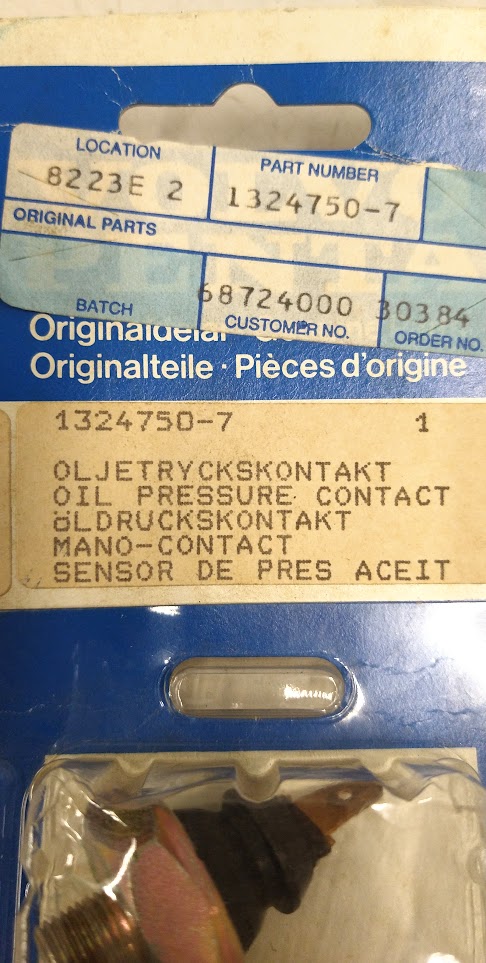 LOCATION
PART NUMBER
8223E 2
1324750-7
ORIGINAL PARTS
68724000 30384
BATCH
CUSTOMER NO.
ORDER NO.
Originaldelar
Originalteile · Pièces d'origine
1324750-7 1
OLJETRYCKSKONTAKT
OIL PRESSURE CONTACT
ÖLDRUCKSKONTAKT
MANO-CONTACT
SENSOR DE PRES ACEIT